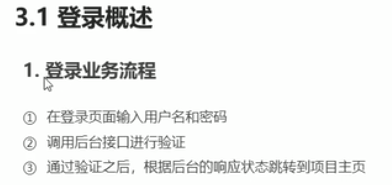 3.1 登录概述
1. 登录业务流程
① 在登录页面输入用户名和密码
② 调用后台接口进行验证
③ 通过验证之后，根据后台的响应状态跳转到项目主页